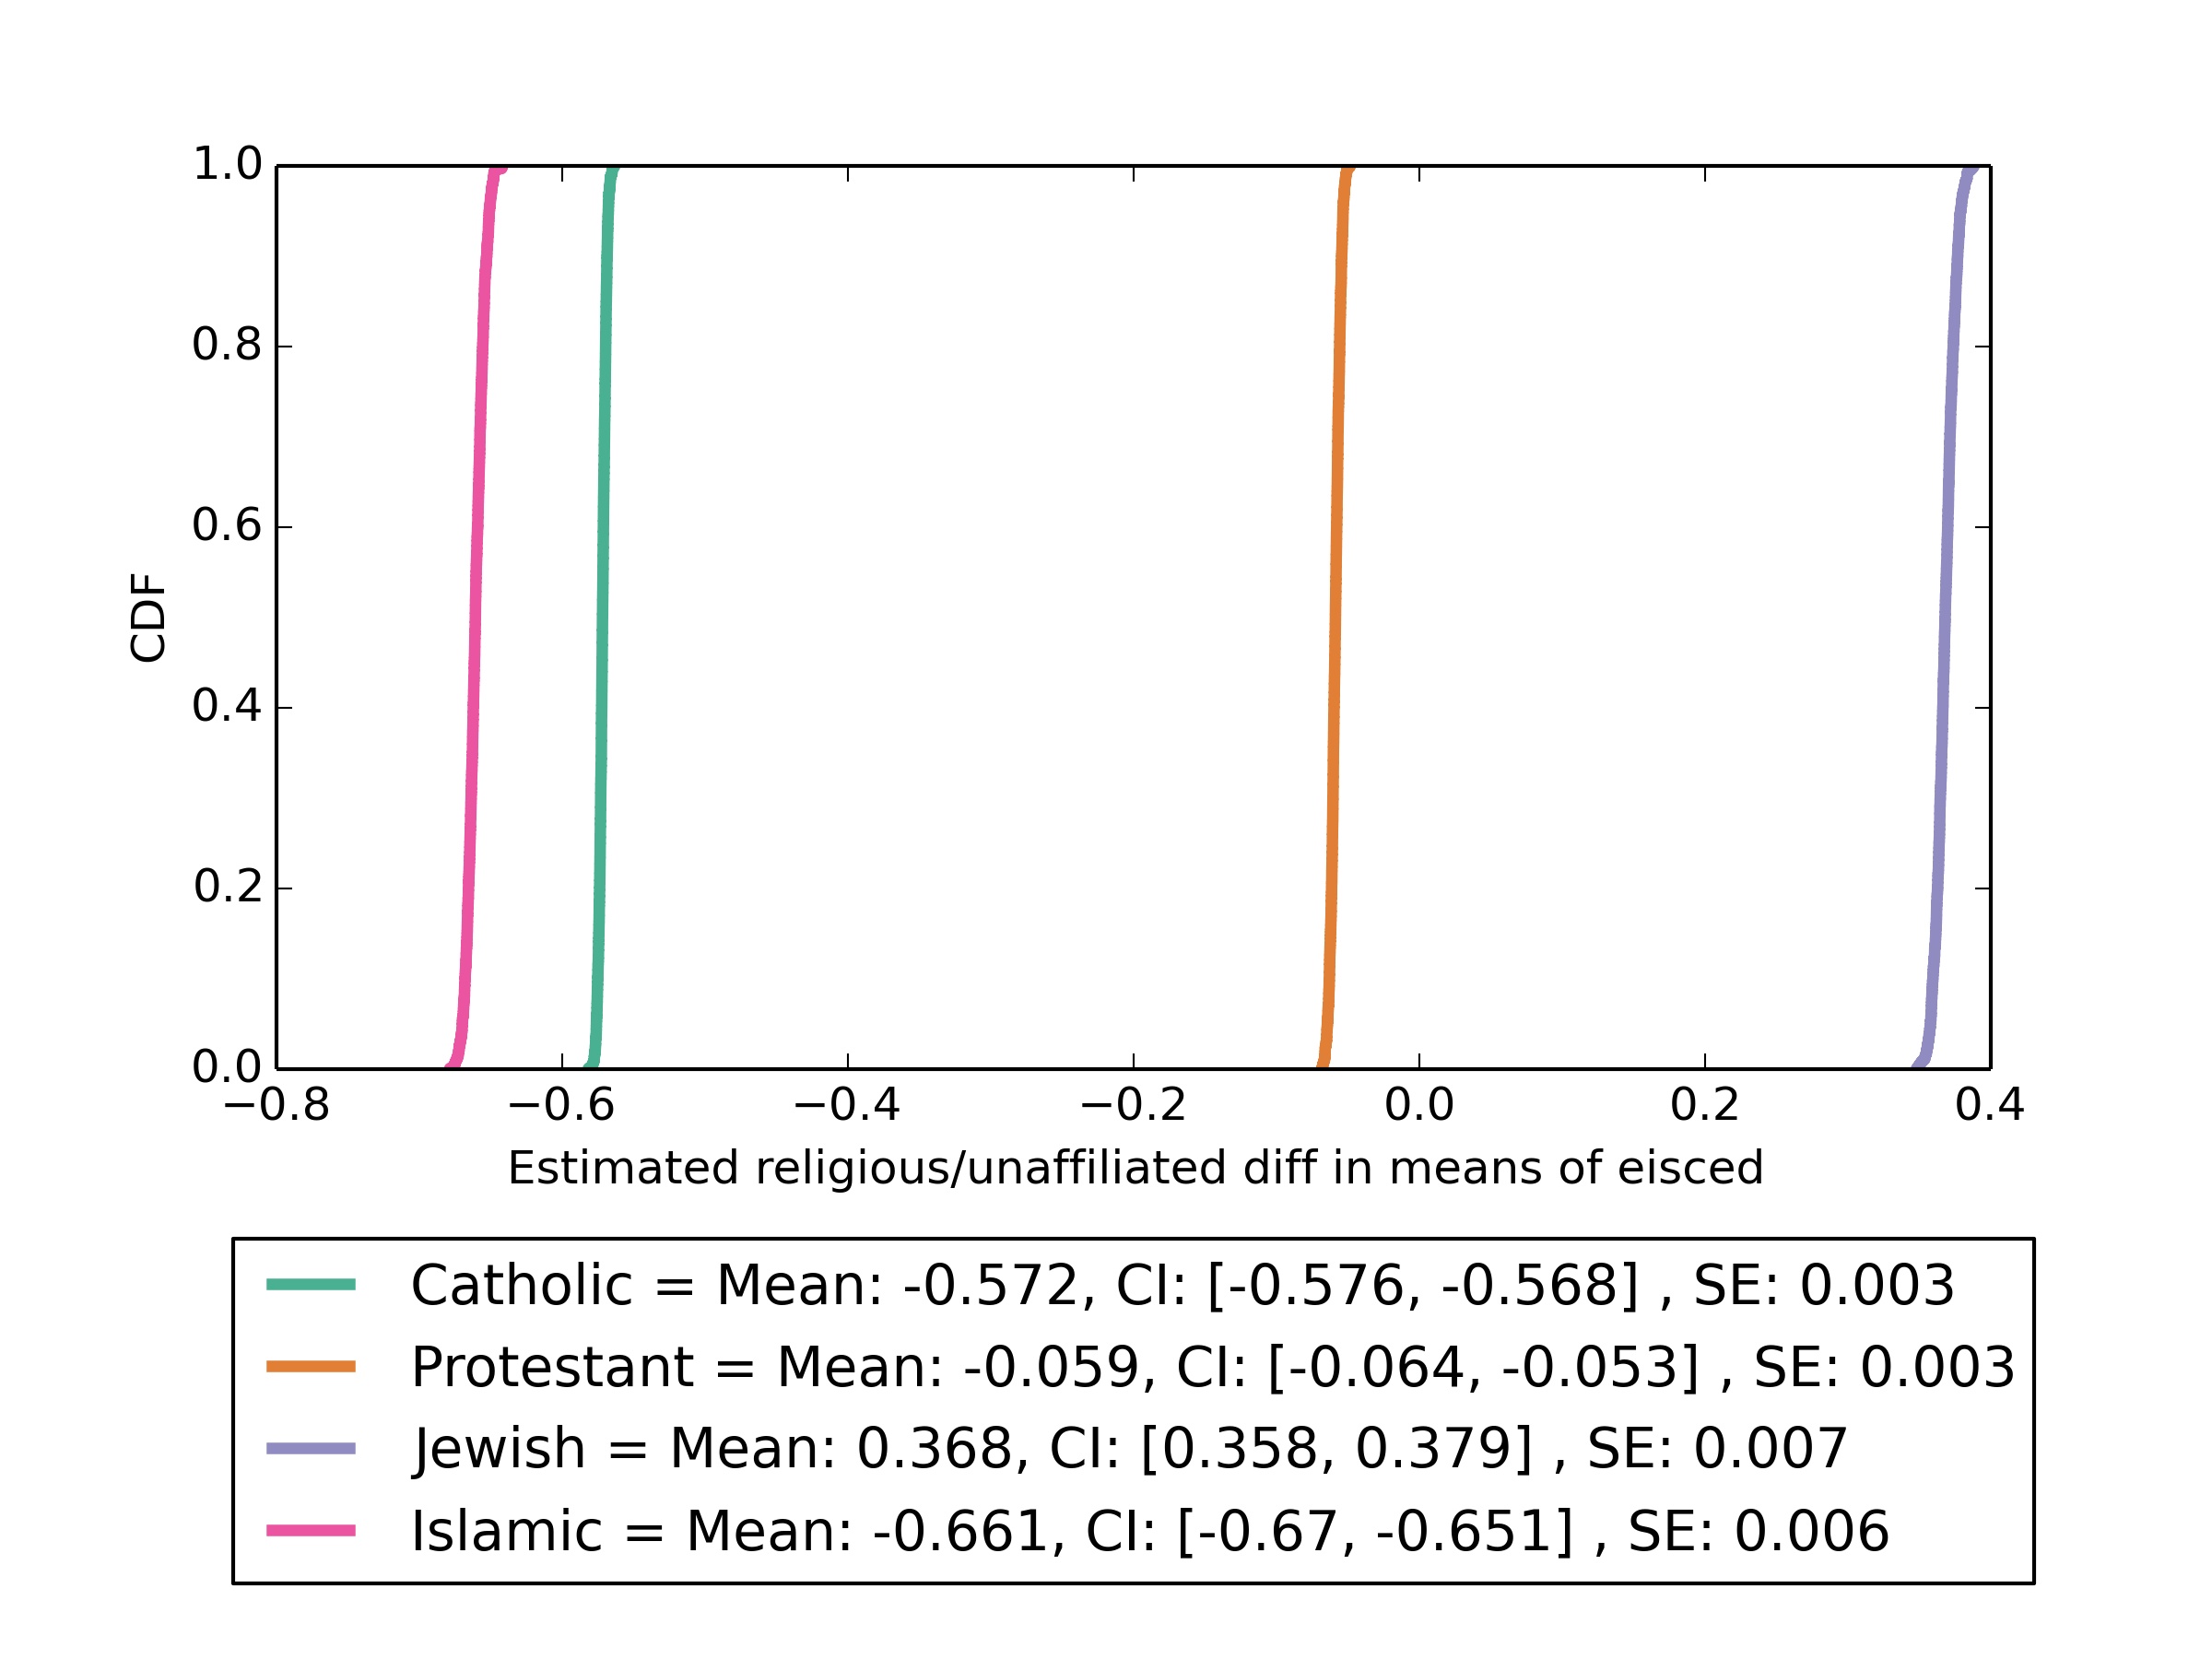 1.0
0.8
0.6
0.4
0.2
0.0
CDF
−0.8 −0.6 −0.4 −0.2 0.0 0.2 0.4
Estimated religious/unaffiliated diff in means of eisced
Catholic = Mean: -0.572, CI: [-0.576, -0.568] , SE: 0.003
Protestant = Mean: -0.059, CI: [-0.064, -0.053] , SE: 0.003
Jewish = Mean: 0.368, CI: [0.358, 0.379] , SE: 0.007
Islamic = Mean: -0.661, CI: [-0.67, -0.651] , SE: 0.006